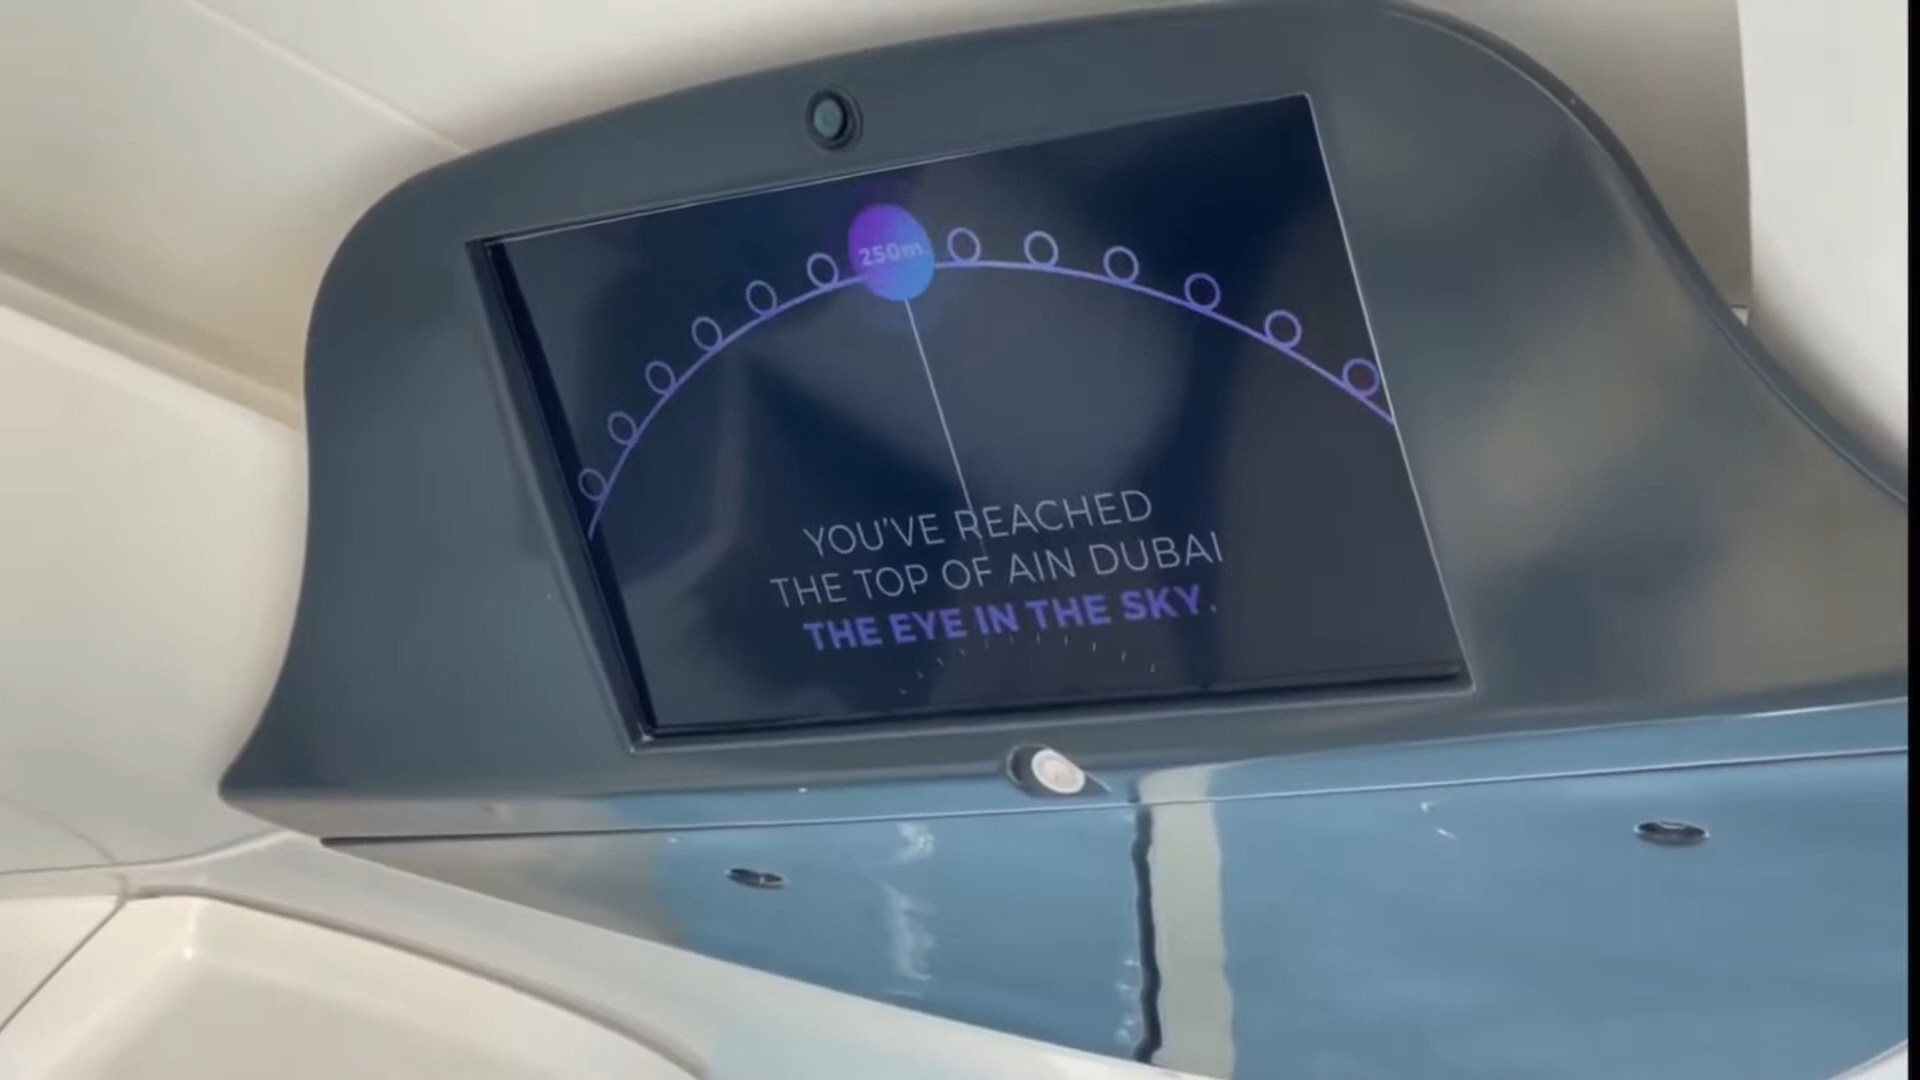 250m
YOU'VE REACHED
THE TOP OF AIN DUBAI
THE EYE IN THE SKY.